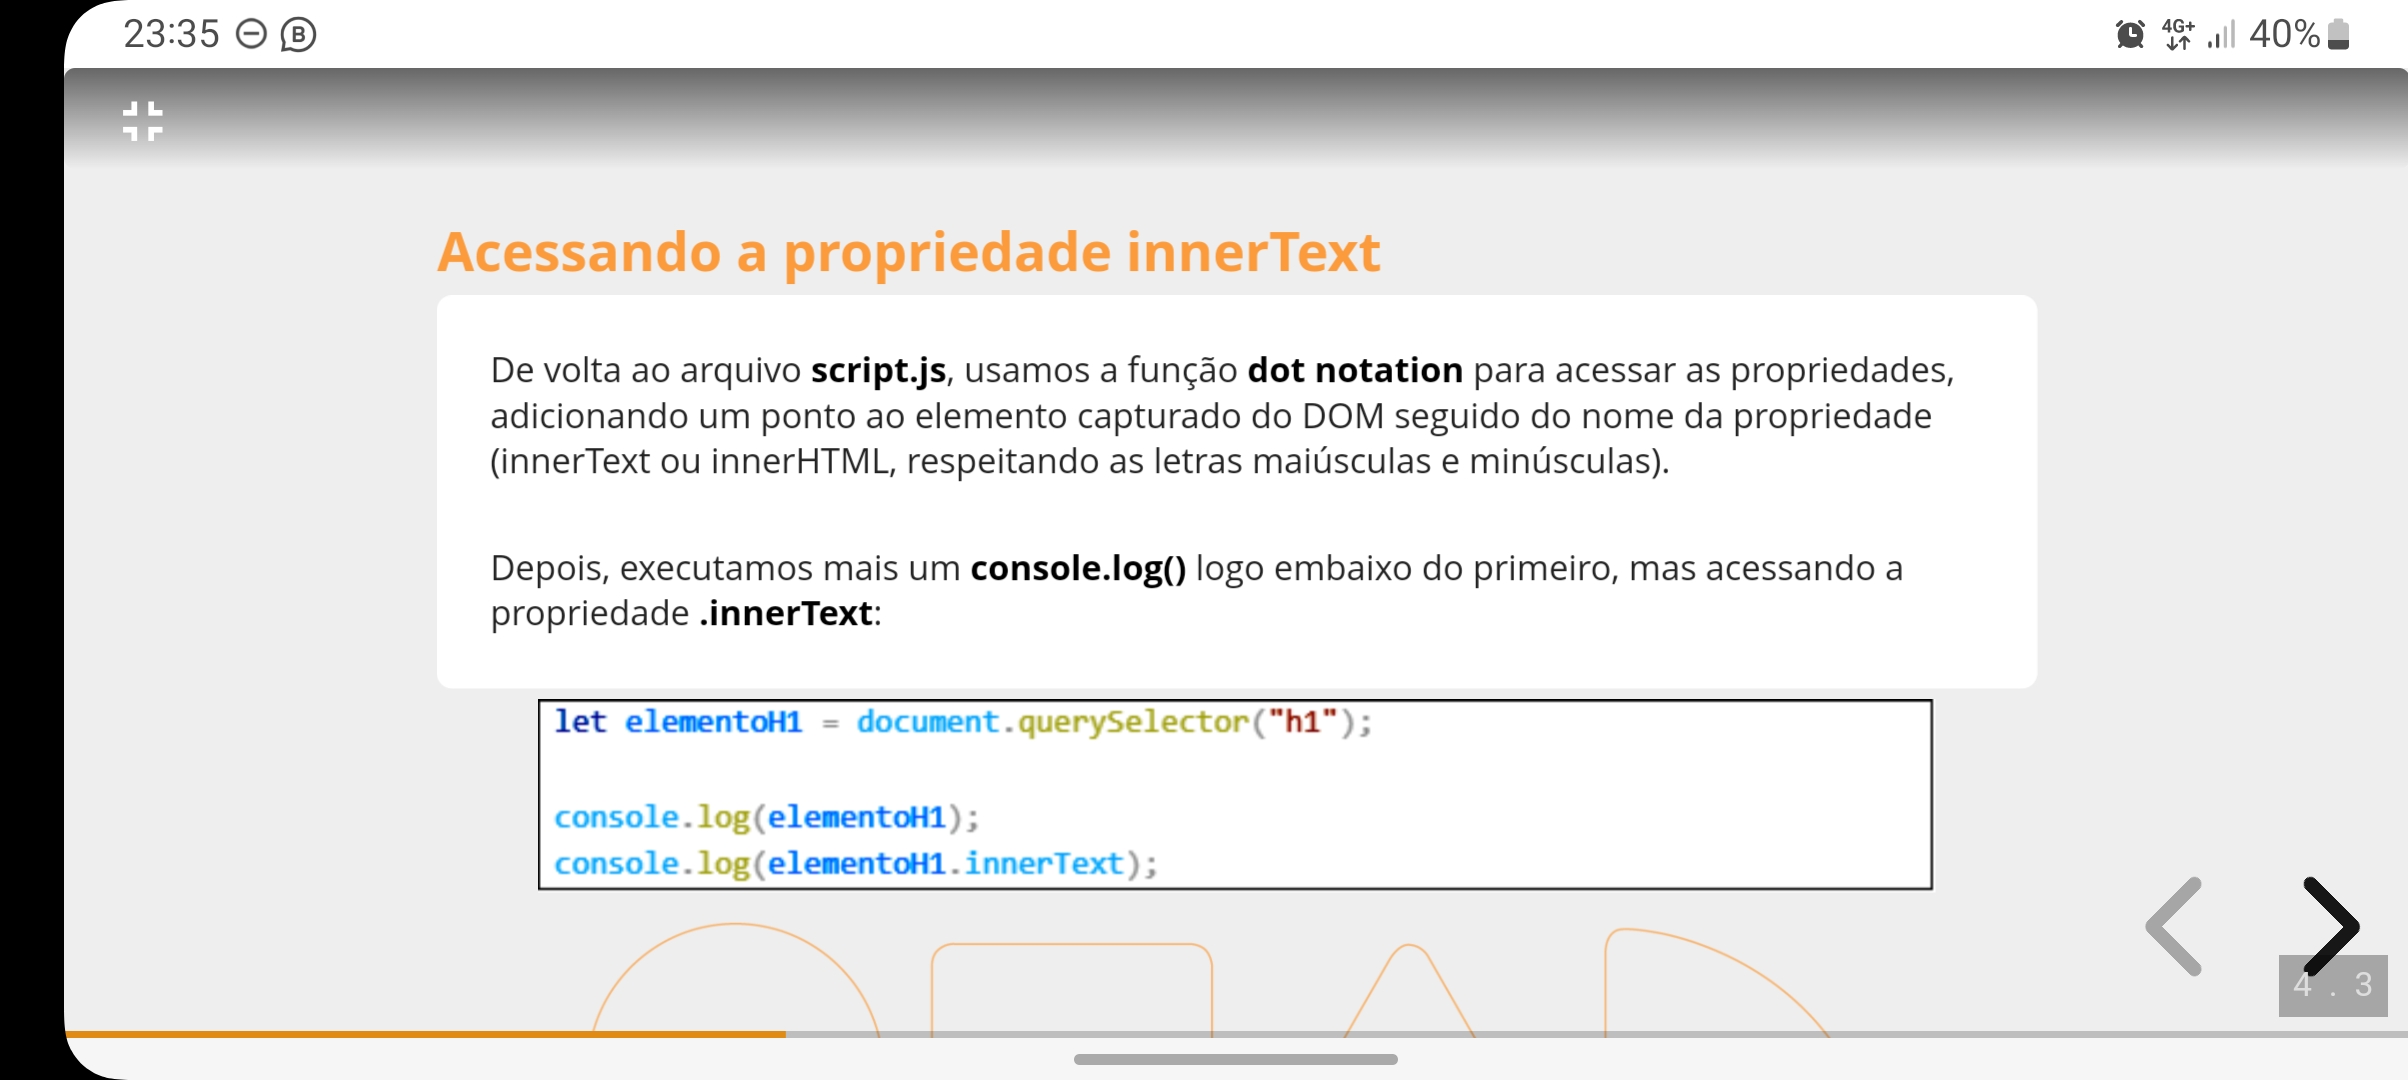 23:35 B 4G+ 40%
Acessando a propriedade innerText
De volta ao arquivo script.js, usamos a função dot notation para acessar as propriedades,
adicionando um ponto ao elemento capturado do DOM seguido do nome da propriedade
(innerText ou innerHTML, respeitando as letras maiúsculas e minúsculas).
Depois, executamos mais um console.log() logo embaixo do primeiro, mas acessando a
propriedade .innerText:
let elementoH1 = document.querySelector("h1");
console.log(elementoH1);
console.log(elementoH1.innerText);
4 . 3